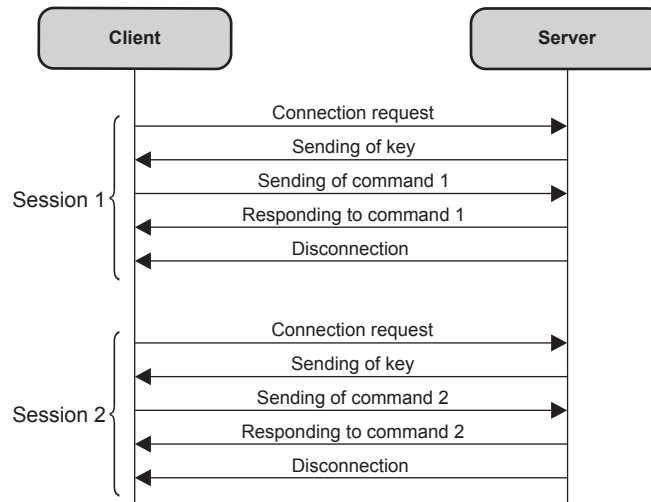 Client
Server
Session 1
Connection request
Sending of key
Sending of command 1
Responding to command 1
Disconnection
Session 2
Connection request
Sending of key
Sending of command 2
Responding to command 2
Disconnection